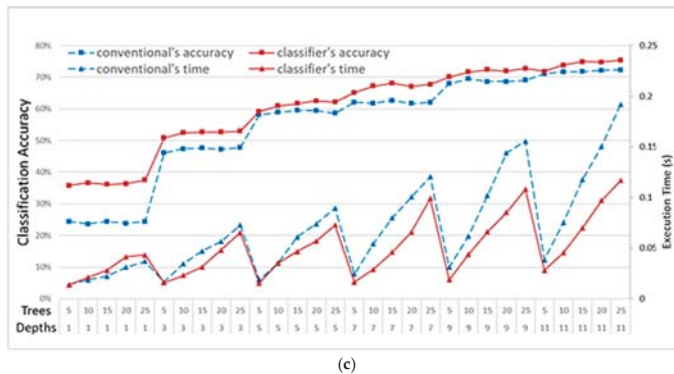 conventional's accuracy
classifier's accuracy
conventional's time
classifier's time
80%
70%
60%
50%
40%
30%
20%
10%
0%
Classification Accuracy
0.25
0.2
0.15
0.1
0.05
0
Execution Time (s)
Trees 5 10 15 20 25 5 10 15 20 25 5 10 15 20 25 5 10 15 20 25 5 10 15 20 25 5 10 15 20 25
Depths 1 1 1 1 1 3 3 3 3 3 5 5 5 5 5 7 7 7 7 7 9 9 9 9 9 11 11 11 11 11
(c)